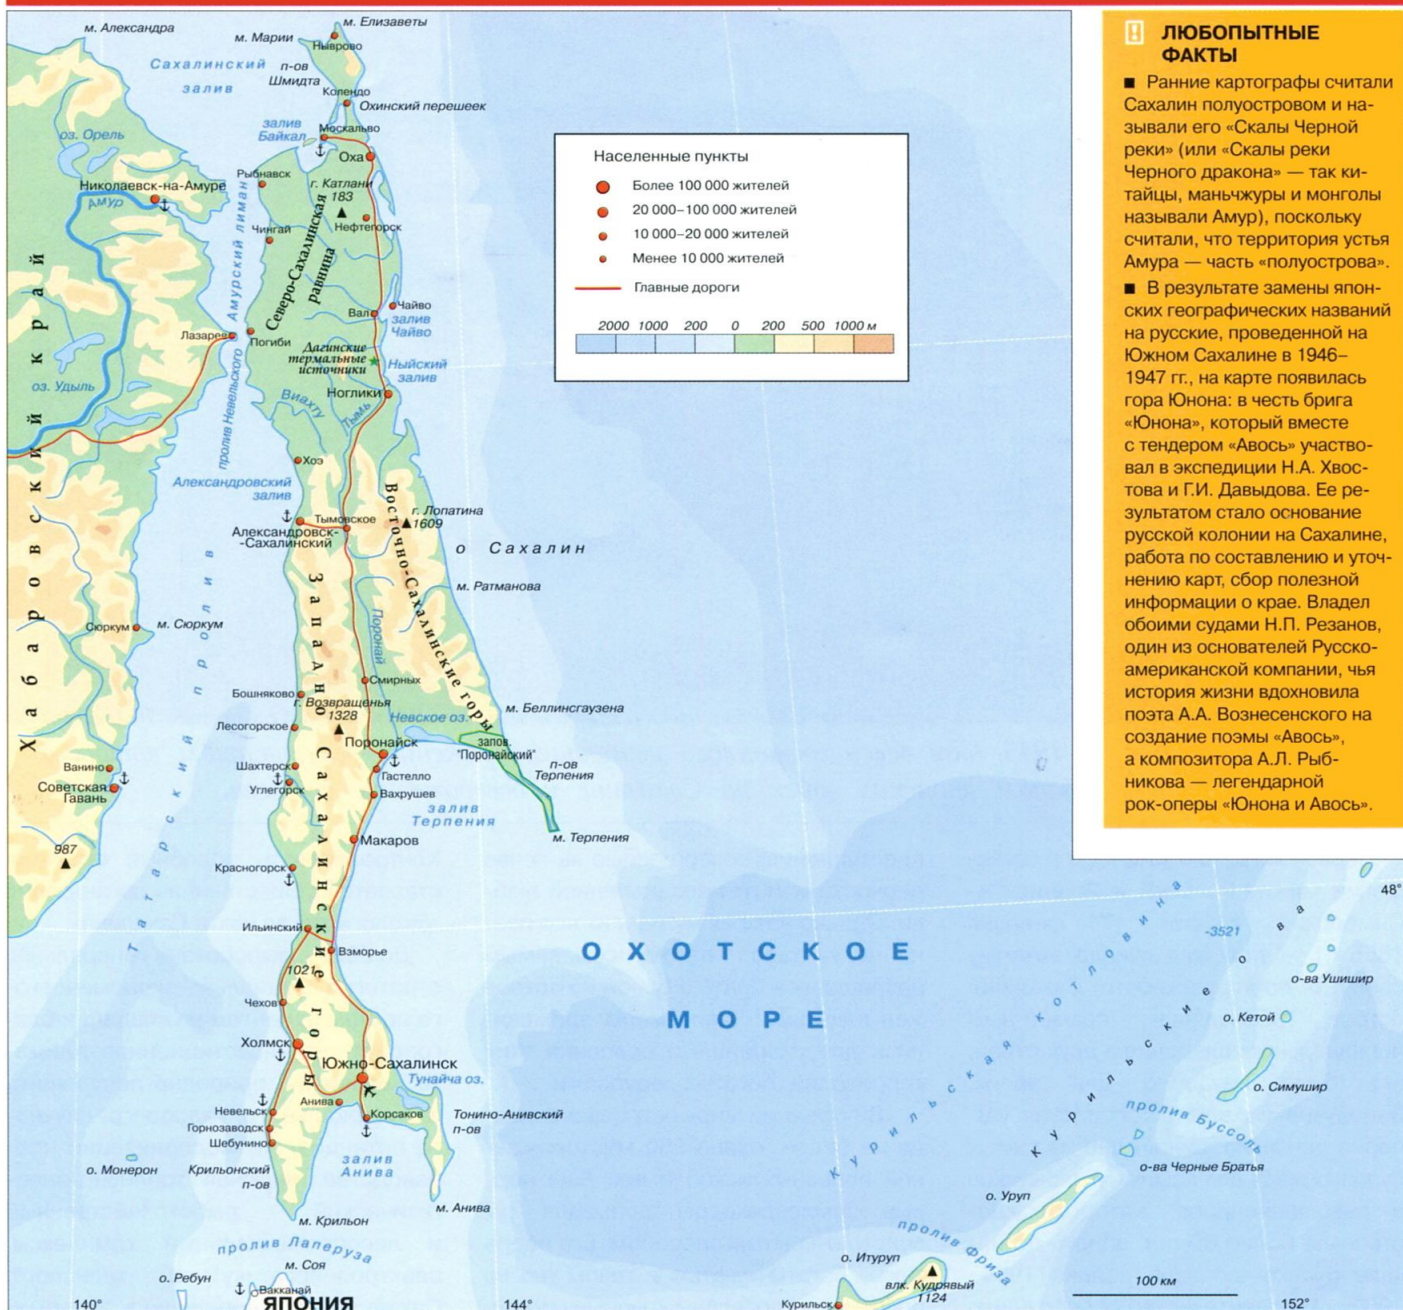 м. Александра
м. Елизаветы
м. Марии
Ныврово
Сахалинский
залив
п-ов
Шмидта
Колендо
Охинский перешеек
залив
Байкал
Москальво
Оха
оз. Орель
Николаевск-на-Амуре
Амур
Рыбнавск
г. Катлани
183
Нефтегорск
Чингай
Амурский лиман
Северо-Сахалинская
равнина
Чайво
залив
Чайво
Вал
Лазарев
Погиби
Дагинские
термальные
источники
Ныйский
залив
Ноглики
оз. Удыль
Виахту
Тымь
пролив Невельского
Хабаровский край
Хоэ
Александровский
залив
Тымовское
Александровск-
-Сахалинский
г. Лопатина
1609
Восточно-Сахалинские горы
о Сахалин
м. Ратманова
Западно-Сахалинские горы
Поронай
Сюркум
м. Сюркум
Татарский пролив
Смирных
Бошняково
г. Возвращенья
1328
Лесогорское
Невское оз.
м. Беллинсгаузена
Поронайск
запов.
"Поронайский"
п-ов
Терпения
Ванино
Советская
Гавань
Шахтерск
Углегорск
Гастелло
Вахрушев
залив
Терпения
м. Терпения
Макаров
987
Красногорск
Ильинский
Взморье
1021
Чехов
Холмск
Южно-Сахалинск
Тунайча оз.
Анива
Корсаков
Тонино-Анивский
п-ов
Невельск
Горнозаводск
Шебунино
залив
Анива
о. Монерон
Крильонский
п-ов
м. Анива
м. Крильон
пролив Лаперуза
м. Соя
о. Ребун
Вакканай
ЯПОНИЯ
140°
144°
152°
48°
ОХОТСКОЕ
МОРЕ
Курильская котловина
-3521
Курильские о в а
о-ва Ушишир
о. Кетой
о. Симушир
пролив Буссоль
о-ва Черные Братья
о. Уруп
пролив Фриза
о. Итуруп
влк. Кудрявый
1124
Курильск
100 км
Населенные пункты
Более 100 000 жителей
20 000–100 000 жителей
10 000–20 000 жителей
Менее 10 000 жителей
Главные дороги
2000 1000 200 0 200 500 1000 м
ЛЮБОПЫТНЫЕ
ФАКТЫ
■ Ранние картографы считали
Сахалин полуостровом и на-
зывали его «Скалы Черной
реки» (или «Скалы реки
Черного дракона» — так ки-
тайцы, маньчжуры и монголы
называли Амур), поскольку
считали, что территория устья
Амура — часть «полуострова».
■ В результате замены япон-
ских географических названий
на русские, проведенной на
Южном Сахалине в 1946–
1947 гг., на карте появилась
гора Юнона: в честь брига
«Юнона», который вместе
с тендером «Авось» участво-
вал в экспедиции Н.А. Хвос-
това и Г.И. Давыдова. Ее ре-
зультатом стало основание
русской колонии на Сахалине,
работа по составлению и уточ-
нению карт, сбор полезной
информации о крае. Владел
обоими судами Н.П. Резанов,
один из основателей Русско-
американской компании, чья
история жизни вдохновила
поэта А.А. Вознесенского на
создание поэмы «Авось»,
а композитора А.Л. Рыб-
никова — легендарной
рок-оперы «Юнона и Авось».